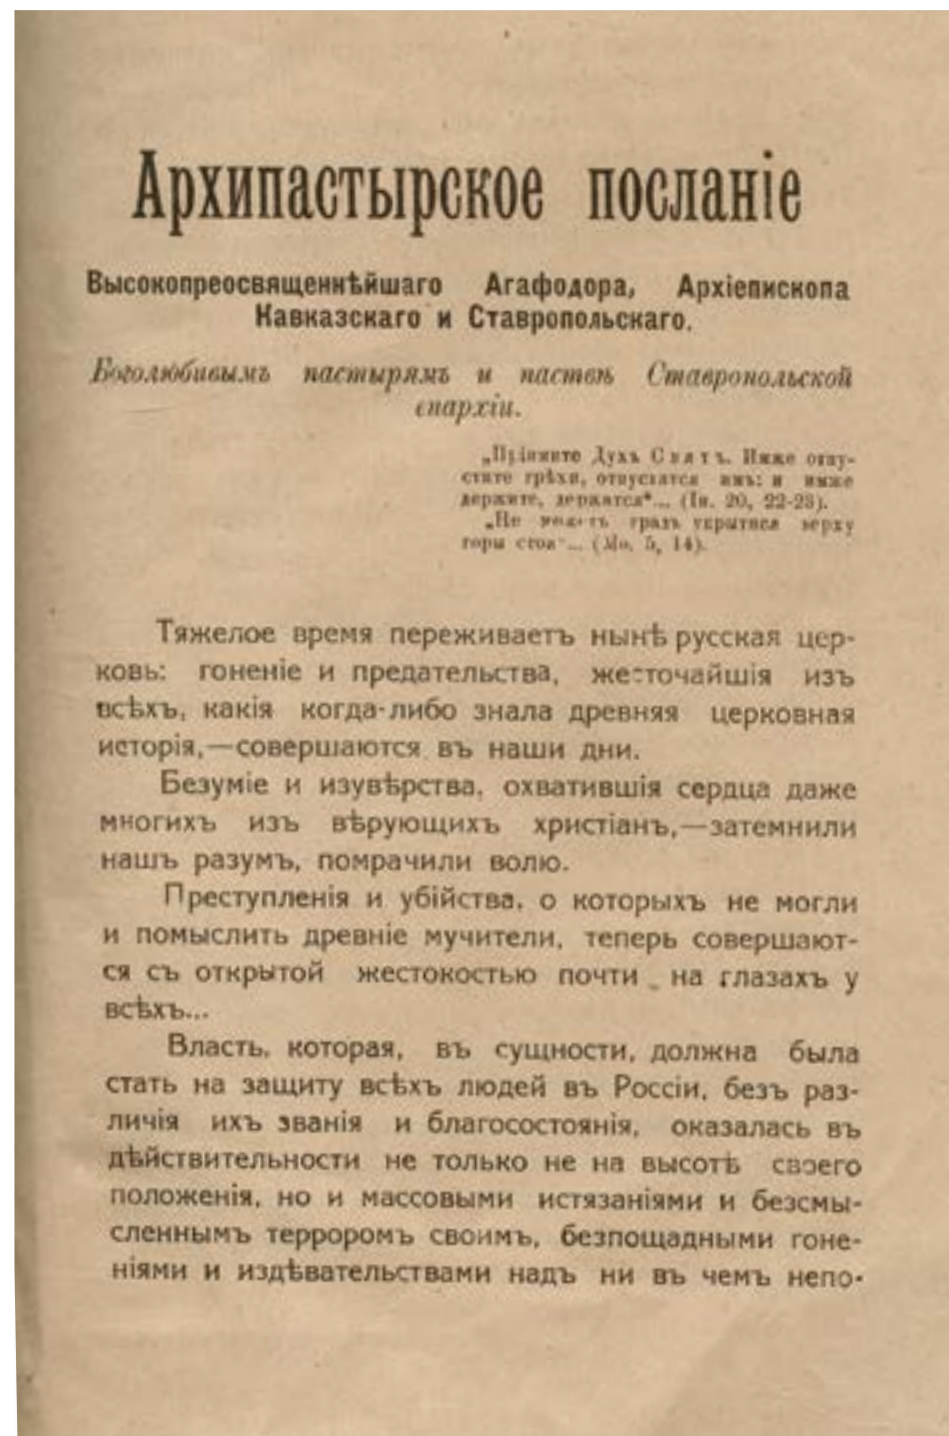 Архипастырское посланіе
Высокопреосвященнѣйшаго Агафодора, Архіепископа
Кавказскаго и Ставропольскаго.
Боголюбивымъ пастырямъ и паствѣ Ставропольской
епархіи.
„Пріимите Духъ Святъ. Имже отпу-
стите грѣхи, отпустятся имъ: и имже
держите, держатся“... (Ін. 20, 22-23).
„Не можетъ градъ укрытися верху
горы стоя“... (Мѳ. 5, 14).
Тяжелое время переживаетъ нынѣ русская цер-
ковь: гоненіе и предательства, жесточайшія изъ
всѣхъ, какія когда-либо знала древняя церковная
исторія,—совершаются въ наши дни.
Безуміе и изувѣрства, охватившія сердца даже
многихъ изъ вѣрующихъ христіанъ,—затемнили
нашъ разумъ, помрачили волю.
Преступленія и убійства, о которыхъ не могли
и помыслить древніе мучители, теперь совершают-
ся съ открытой жестокостью почти на глазахъ у
всѣхъ...
Власть, которая, въ сущности, должна была
стать на защиту всѣхъ людей въ Россіи, безъ раз-
личія ихъ званія и благосостоянія, оказалась въ
дѣйствительности не только не на высотѣ своего
положенія, но и массовыми истязаніями и безсмы-
сленнымъ терроромъ своимъ, безпощадными гоне-
ніями и издѣвательствами надъ ни въ чемъ непо-